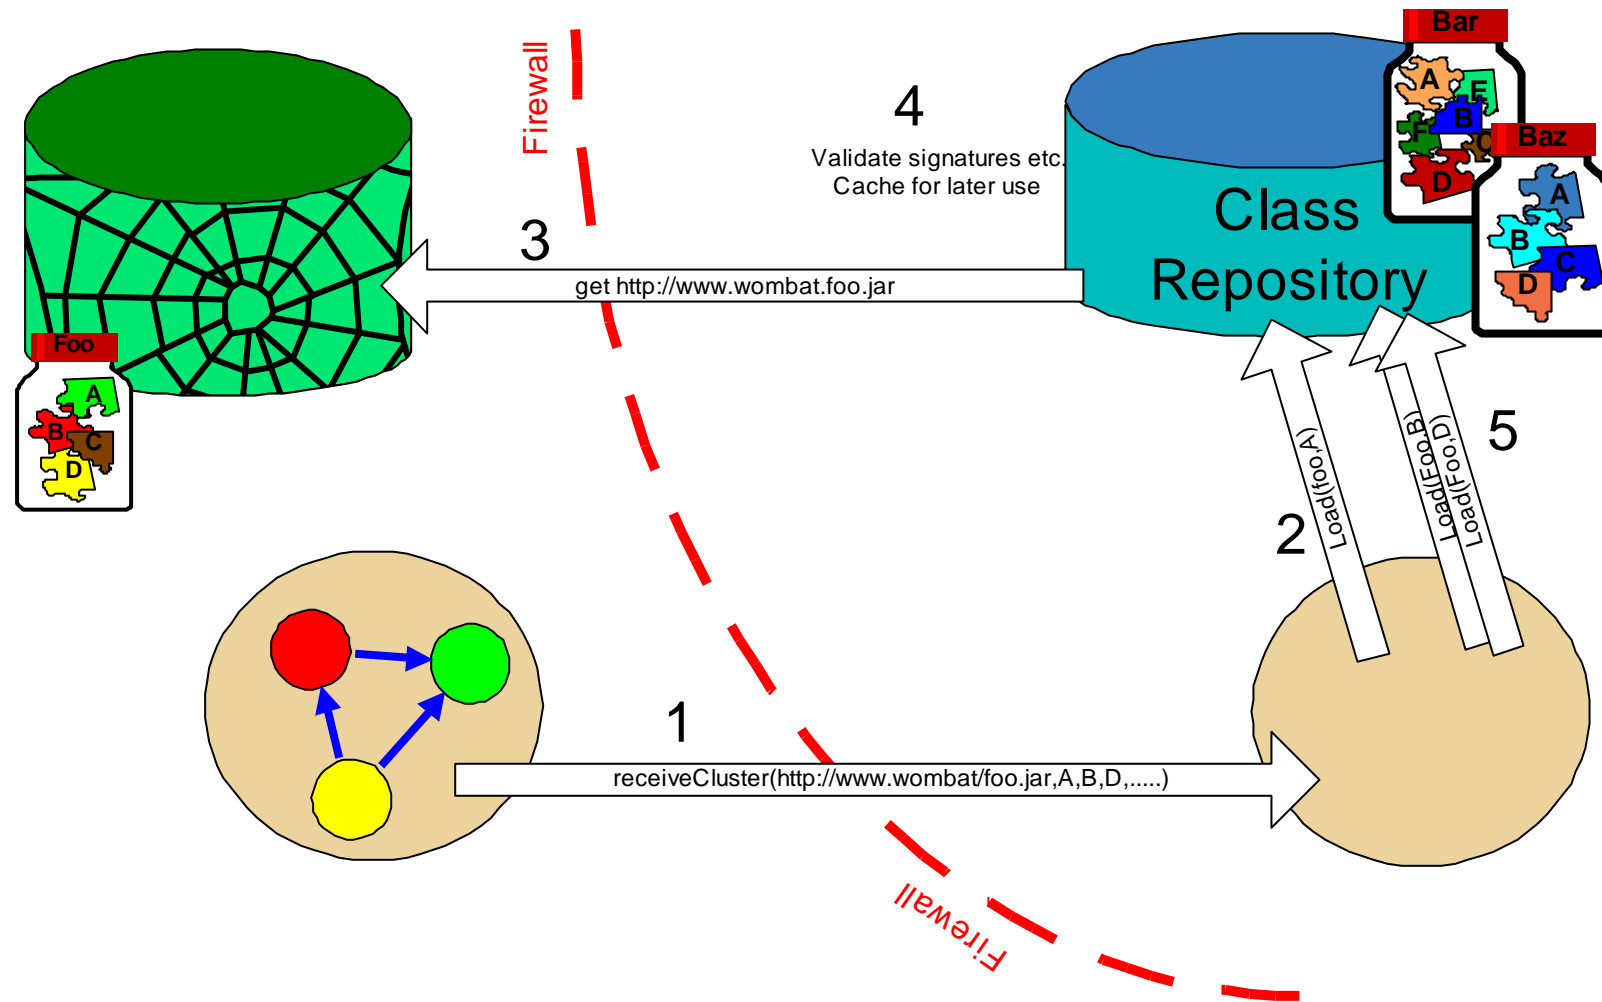 Bar
A
E
B
F
C
D
Baz
A
B
C
D
Firewall
4
Validate signatures etc.
Cache for later use
Class
Repository
3
get http://www.wombat.foo.jar
Foo
A
B
C
D
5
2
Load(foo,A)
Load(Foo,B)
Load(Foo,D)
1
receiveCluster(http://www.wombat/foo.jar,A,B,D,.....)
Firewall